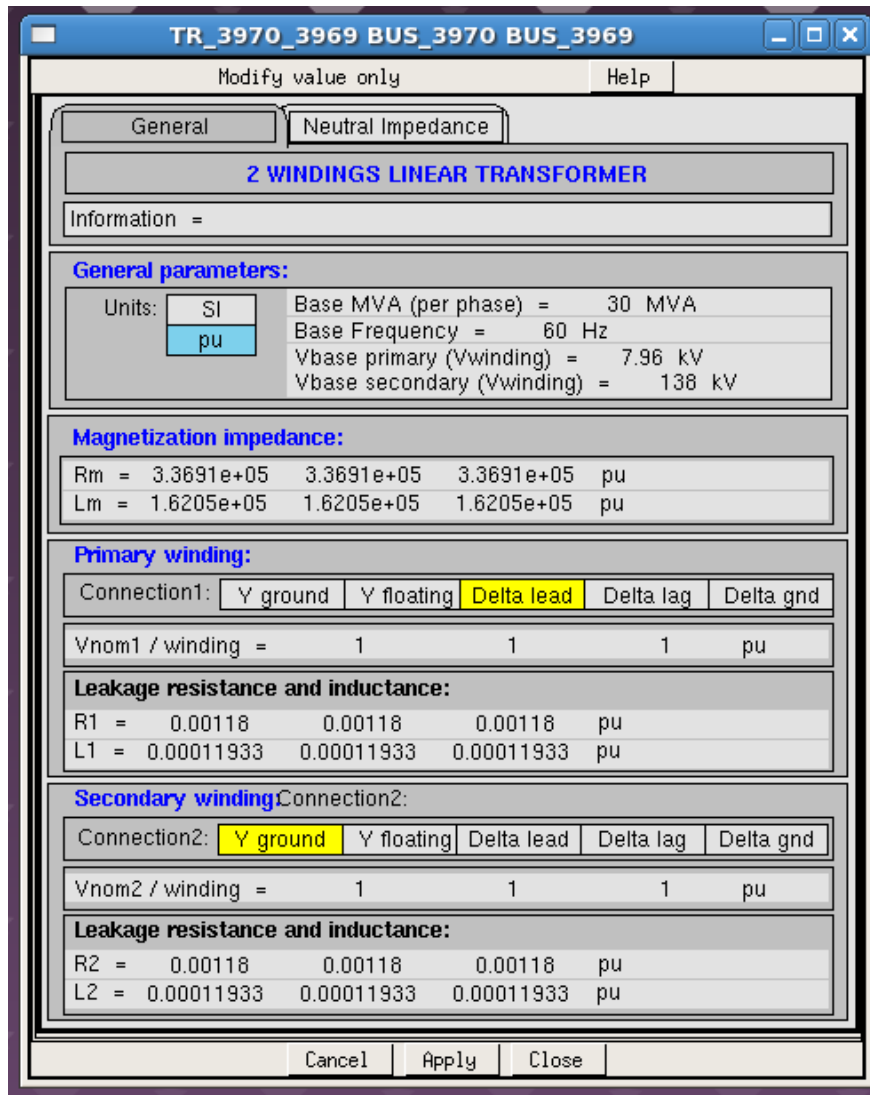 TR_3970_3969 BUS_3970 BUS_3969
Modify value only Help
General Neutral Impedance
2 WINDINGS LINEAR TRANSFORMER
Information =
General parameters:
Units: SI
pu
Base MVA (per phase) = 30 MVA
Base Frequency = 60 Hz
Vbase primary (Vwinding) = 7.96 kV
Vbase secondary (Vwinding) = 138 kV
Magnetization impedance:
Rm = 3.3691e+05 3.3691e+05 3.3691e+05 pu
Lm = 1.6205e+05 1.6205e+05 1.6205e+05 pu
Primary winding:
Connection1: Y ground Y floating Delta lead Delta lag Delta gnd
Vnom1 / winding = 1 1 1 pu
Leakage resistance and inductance:
R1 = 0.00118 0.00118 0.00118 pu
L1 = 0.00011933 0.00011933 0.00011933 pu
Secondary winding:Connection2:
Connection2: Y ground Y floating Delta lead Delta lag Delta gnd
Vnom2 / winding = 1 1 1 pu
Leakage resistance and inductance:
R2 = 0.00118 0.00118 0.00118 pu
L2 = 0.00011933 0.00011933 0.00011933 pu
Cancel Apply Close